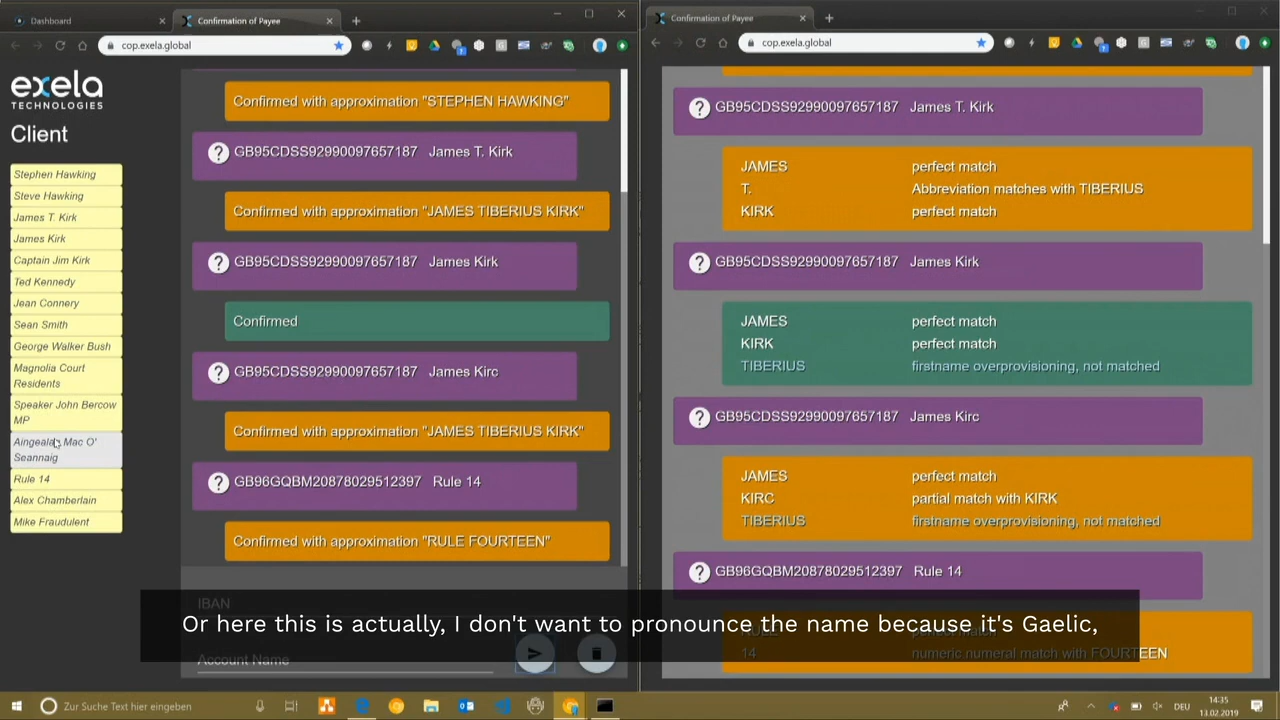 Dashboard
Confirmation of Payee
cop.exela.global
exela
TECHNOLOGIES
Client
Stephen Hawking
Steve Hawking
James T. Kirk
James Kirk
Captain Jim Kirk
Ted Kennedy
Jean Connery
Sean Smith
George Walker Bush
Magnolia Court
Residents
Speaker John Bercow
MP
Mac O'
Seannaig
Rule 14
Alex Chamberlain
Mike Fraudulent
Confirmed with approximation "STEPHEN HAWKING"
? GB95CDSS92990097657187 James T. Kirk
Confirmed with approximation "JAMES TIBERIUS KIRK"
? GB95CDSS92990097657187 James Kirk
Confirmed
? GB95CDSS92990097657187 James Kirc
Confirmed with approximation "JAMES TIBERIUS KIRK"
? GB96GQBM20878029512397 Rule 14
Confirmed with approximation "RULE FOURTEEN"
IBAN
Account Name
Confirmation of Payee
cop.exela.global
? GB95CDSS92990097657187 James T. Kirk
JAMES perfect match
T. Abbreviation matches with TIBERIUS
KIRK perfect match
? GB95CDSS92990097657187 James Kirk
JAMES perfect match
KIRK perfect match
TIBERIUS firstname overprovisioning, not matched
? GB95CDSS92990097657187 James Kirc
JAMES perfect match
KIRC partial match with KIRK
TIBERIUS firstname overprovisioning, not matched
? GB96GQBM20878029512397 Rule 14
14 numeric numeral match with FOURTEEN
Or here this is actually, I don't want to pronounce the name because it's Gaelic,
Zur Suche Text hier eingeben
DEU
14:35
13.02.2019